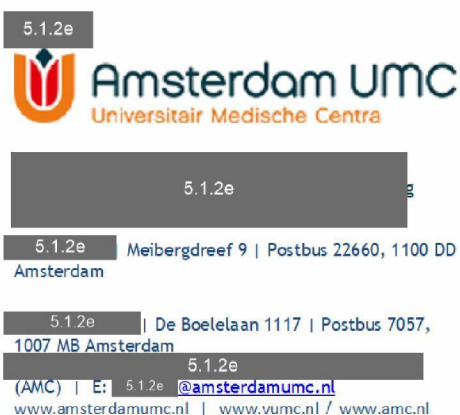 5.1.2e
Amsterdam UMC
Universitair Medische Centra
5.1.2e g
5.1.2e | Meibergdreef 9 | Postbus 22660, 1100 DD
Amsterdam
5.1.2e | De Boelelaan 1117 | Postbus 7057,
1007 MB Amsterdam
5.1.2e
(AMC) | E: 5.1.2e @amsterdamumc.nl
www.amsterdamumc.nl | www.vumc.nl / www.amc.nl